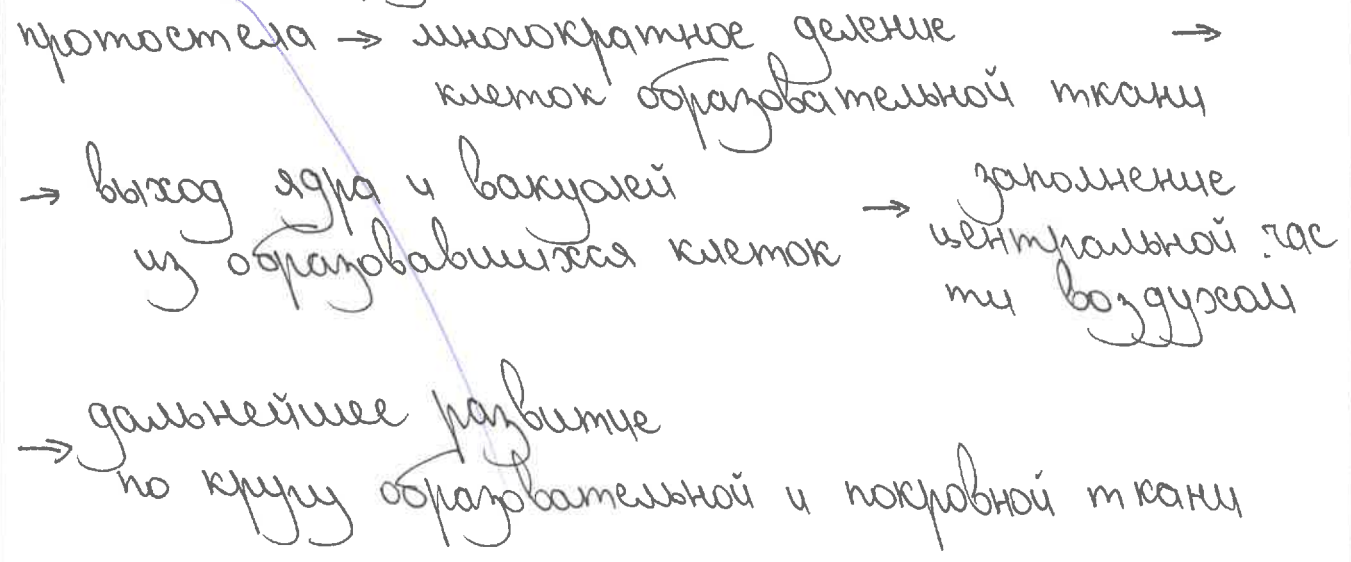 протостела → многократное деление →
клеток образовательной ткани
→ выход ядра и вакуолей → заполнение
из образовавшихся клеток центральной час
ти воздухом
→ дальнейшее развитие
по кругу образовательной и покровной ткани